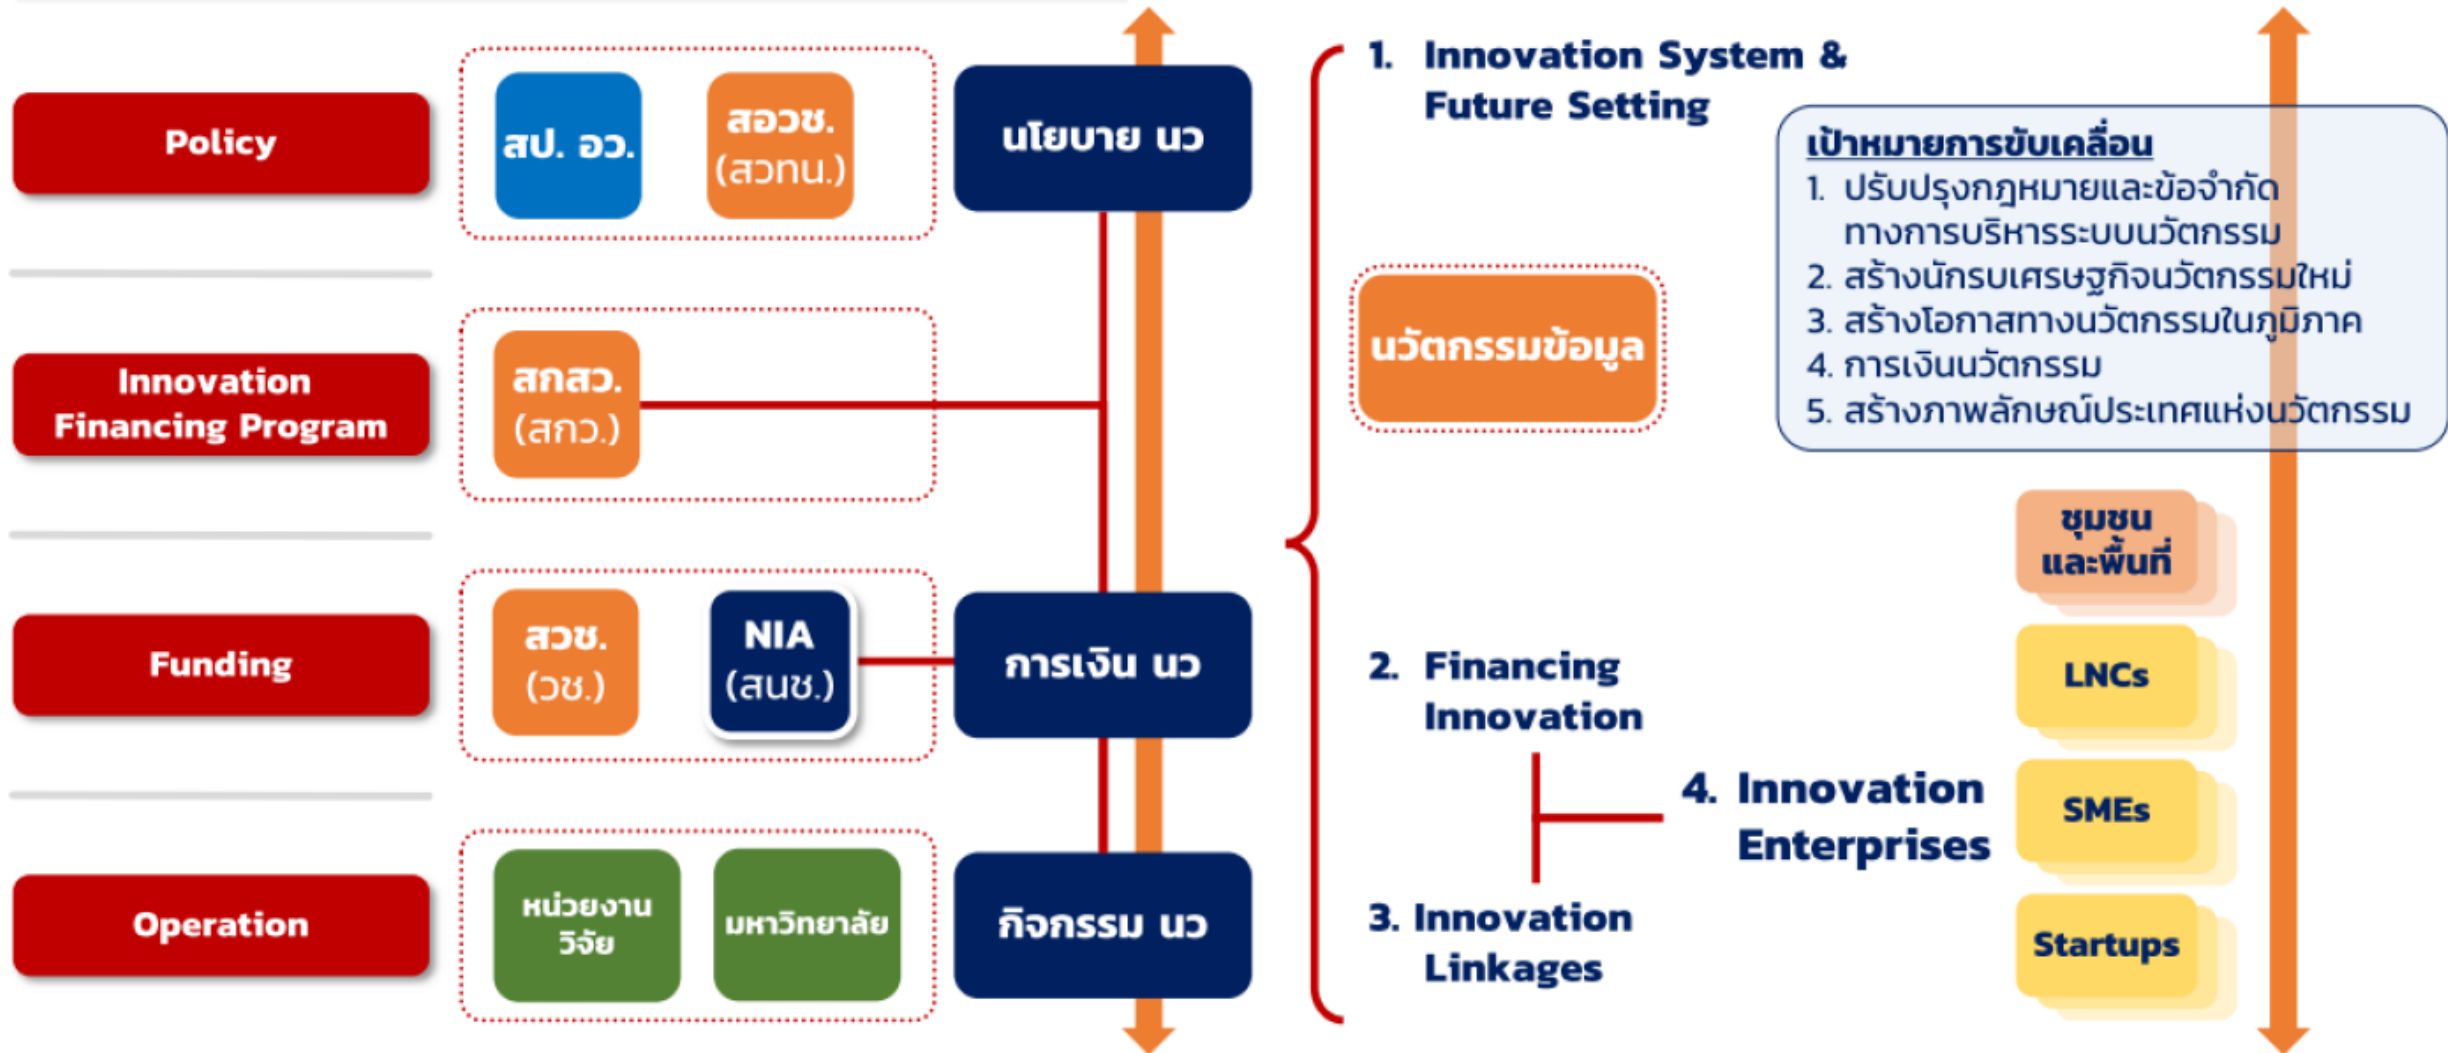 Policy
สป. อว.
สอวช.
(สวทน.)
นโยบาย นว
Innovation
Financing Program
สกสว.
(สกว.)
Funding
สวช.
(วช.)
NIA
(สนช.)
การเงิน นว
Operation
หน่วยงาน
วิจัย
มหาวิทยาลัย
กิจกรรม นว
1. Innovation System &
Future Setting
นวัตกรรมข้อมูล
2. Financing
Innovation
3. Innovation
Linkages
4. Innovation
Enterprises
เป้าหมายการขับเคลื่อน
1. ปรับปรุงกฎหมายและข้อจำกัด
ทางการบริหารระบบนวัตกรรม
2. สร้างนักรบเศรษฐกิจนวัตกรรมใหม่
3. สร้างโอกาสทางนวัตกรรมในภูมิภาค
4. การเงินนวัตกรรม
5. สร้างภาพลักษณ์ประเทศแห่งนวัตกรรม
ชุมชน
และพื้นที่
LNCs
SMEs
Startups